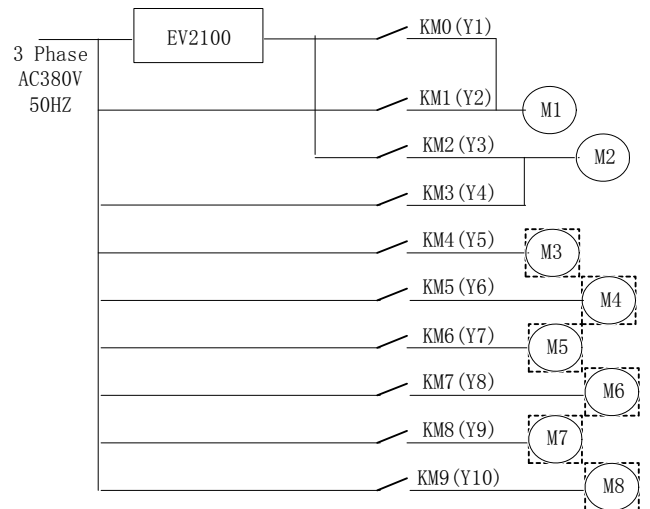 EV2100
KM0(Y1)
3 Phase
AC380V
50HZ
KM1(Y2)
M1
KM2(Y3)
M2
KM3(Y4)
KM4(Y5)
M3
KM5(Y6)
M4
KM6(Y7)
M5
KM7(Y8)
M6
KM8(Y9)
M7
KM9(Y10)
M8